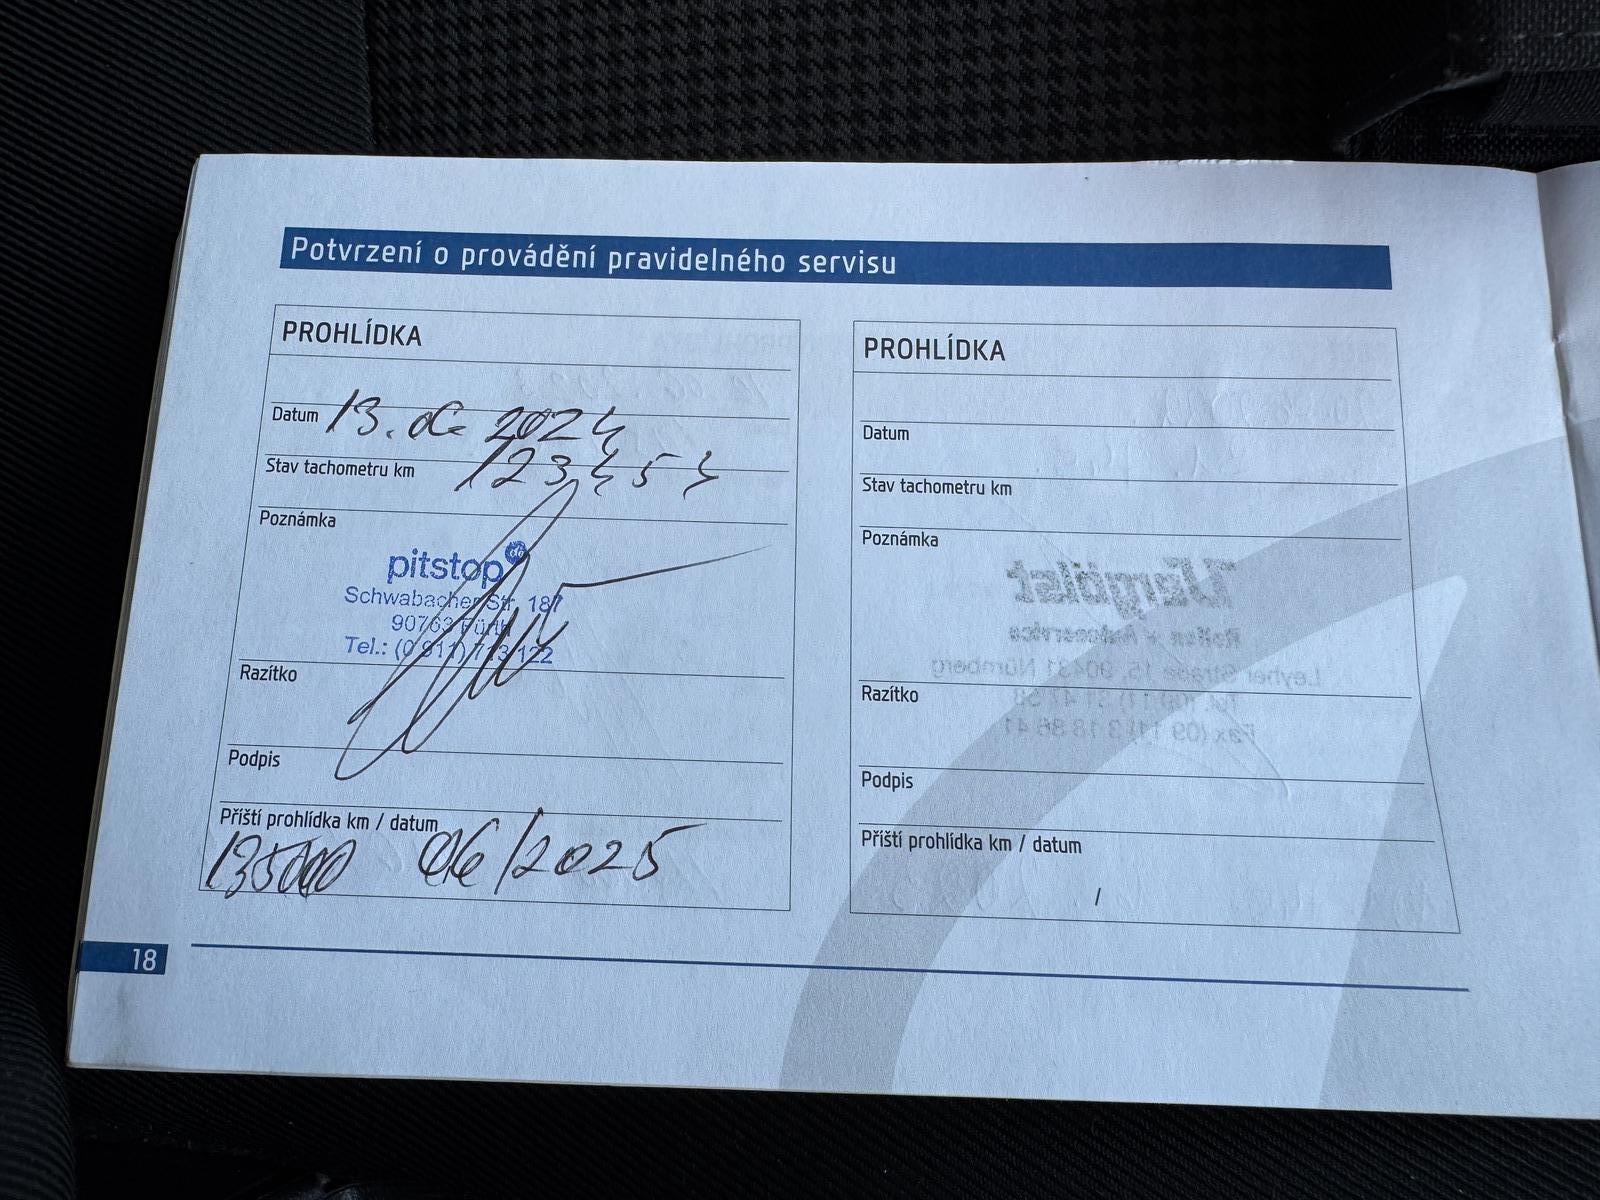 Potvrzení o provádění pravidelného servisu
PROHLÍDKA
Datum 13. 06 2024
Stav tachometru km 123454
Poznámka
pitstop de
Schwabacher Str. 187
90763 Fürth
Tel.: (0911) 713 122
Razítko
Podpis
Příští prohlídka km / datum
135000 06/2025
PROHLÍDKA
Datum
Stav tachometru km
Poznámka
Razítko
Podpis
Příští prohlídka km / datum
/
18